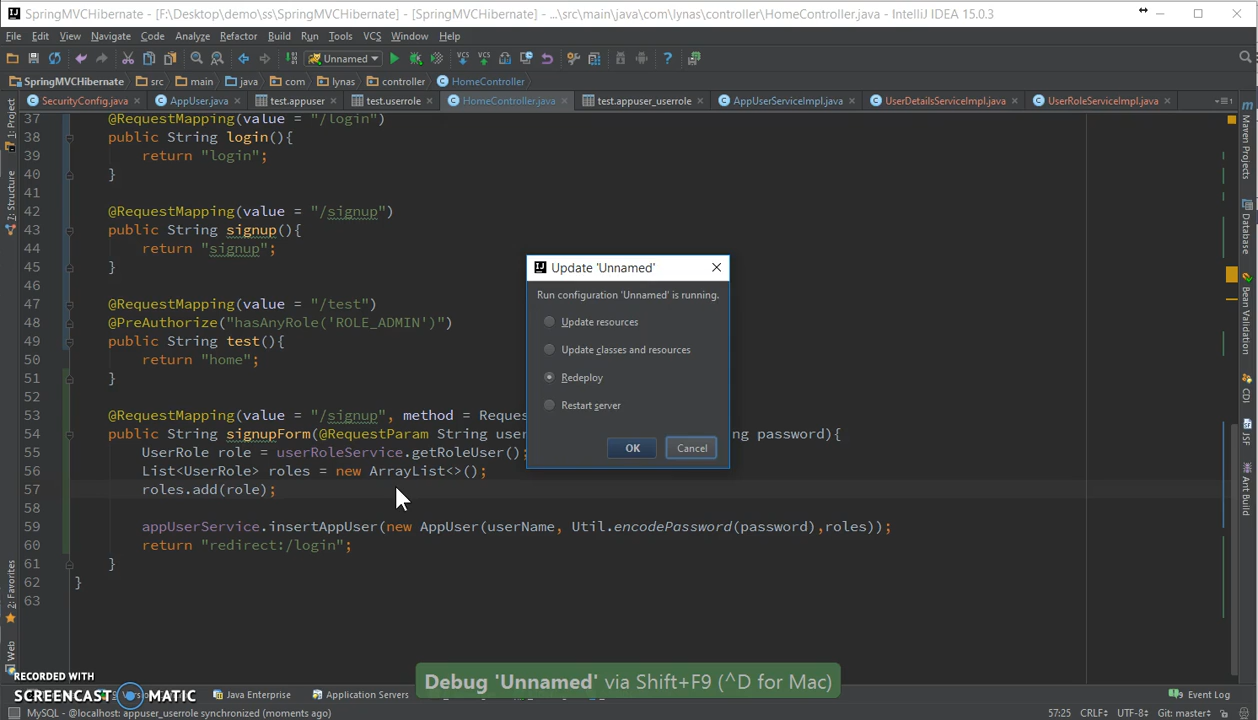 SpringMVCHibernate - [F:\Desktop\demo\ss\SpringMVCHibernate] - [SpringMVCHibernate] - ...\src\main\java\com\lynas\controller\HomeController.java - IntelliJ IDEA 15.0.3
File Edit View Navigate Code Analyze Refactor Build Run Tools VCS Window Help
Unnamed
SpringMVCHibernate src main java com lynas controller HomeController
SecurityConfig.java AppUser.java test.appuser test.userrole HomeController.java test.appuser_userrole AppUserServiceImpl.java UserDetailsServiceImpl.java UserRoleServiceImpl.java
1: Project
2: Structure
2: Favorites
Web
37 @RequestMapping(value = "/login")
38 public String login(){
39 return "login";
40 }
41
42 @RequestMapping(value = "/signup")
43 public String signup(){
44 return "signup";
45 }
46
47 @RequestMapping(value = "/test")
48 @PreAuthorize("hasAnyRole('ROLE_ADMIN')")
49 public String test(){
50 return "home";
51 }
52
53 @RequestMapping(value = "/signup", method = Reque
54 public String signupForm(@RequestParam String user ng password){
55 UserRole role = userRoleService.getRoleUser();
56 List<UserRole> roles = new ArrayList<>();
57 roles.add(role);
58
59 appUserService.insertAppUser(new AppUser(userName, Util.encodePassword(password),roles));
60 return "redirect:/login";
61 }
62 }
63
Update 'Unnamed'
Run configuration 'Unnamed' is running.
Update resources
Update classes and resources
Redeploy
Restart server
OK Cancel
Maven Projects
Database
Bean Validation
CDI
JSF
Ant Build
Debug 'Unnamed' via Shift+F9 (^D for Mac)
RECORDED WITH
SCREENCAST MATIC
Java Enterprise Application Servers Event Log
MySQL - @localhost: appuser_userrole synchronized (moments ago) 57:25 CRLF UTF-8 Git: master